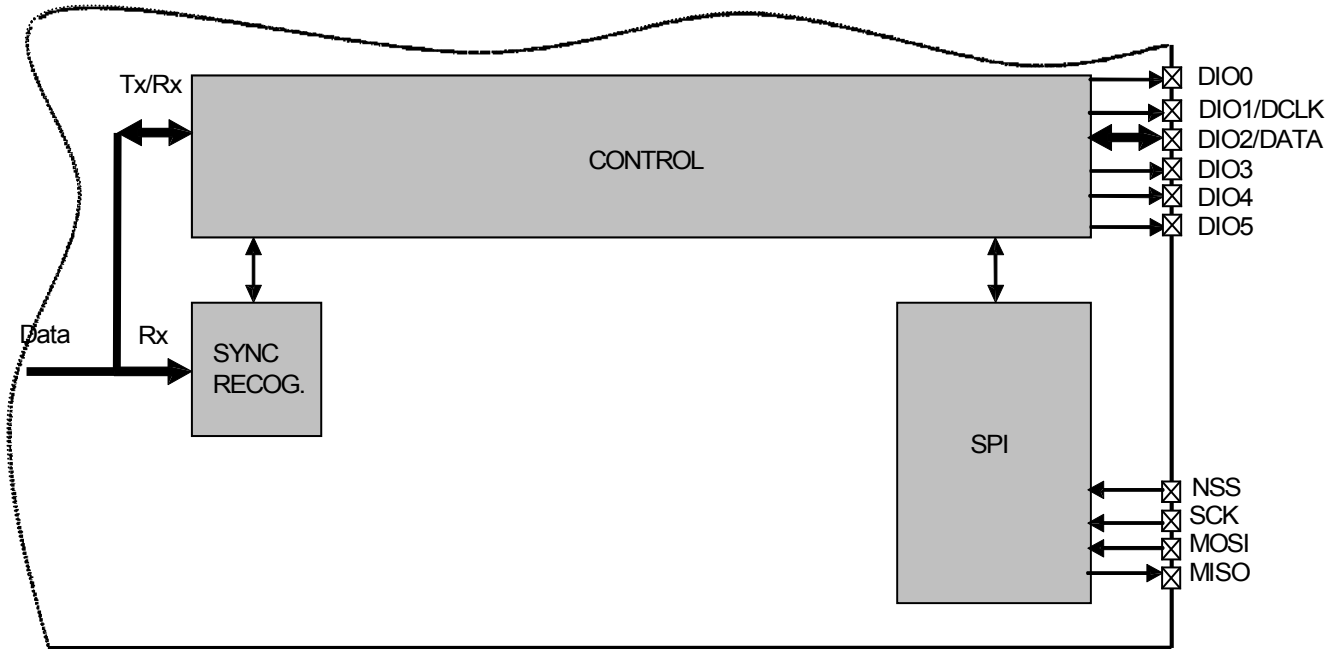 Tx/Rx
CONTROL
DIO0
DIO1/DCLK
DIO2/DATA
DIO3
DIO4
DIO5
Data
Rx
SYNC
RECOG.
SPI
NSS
SCK
MOSI
MISO